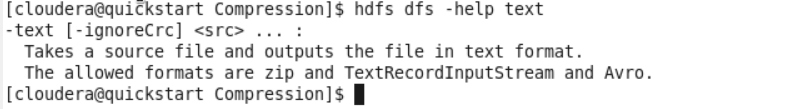 [cloudera@quickstart Compression]$ hdfs dfs -help text
-text [-ignoreCrc] <src> ... :
  Takes a source file and outputs the file in text format.
  The allowed formats are zip and TextRecordInputStream and Avro.
[cloudera@quickstart Compression]$